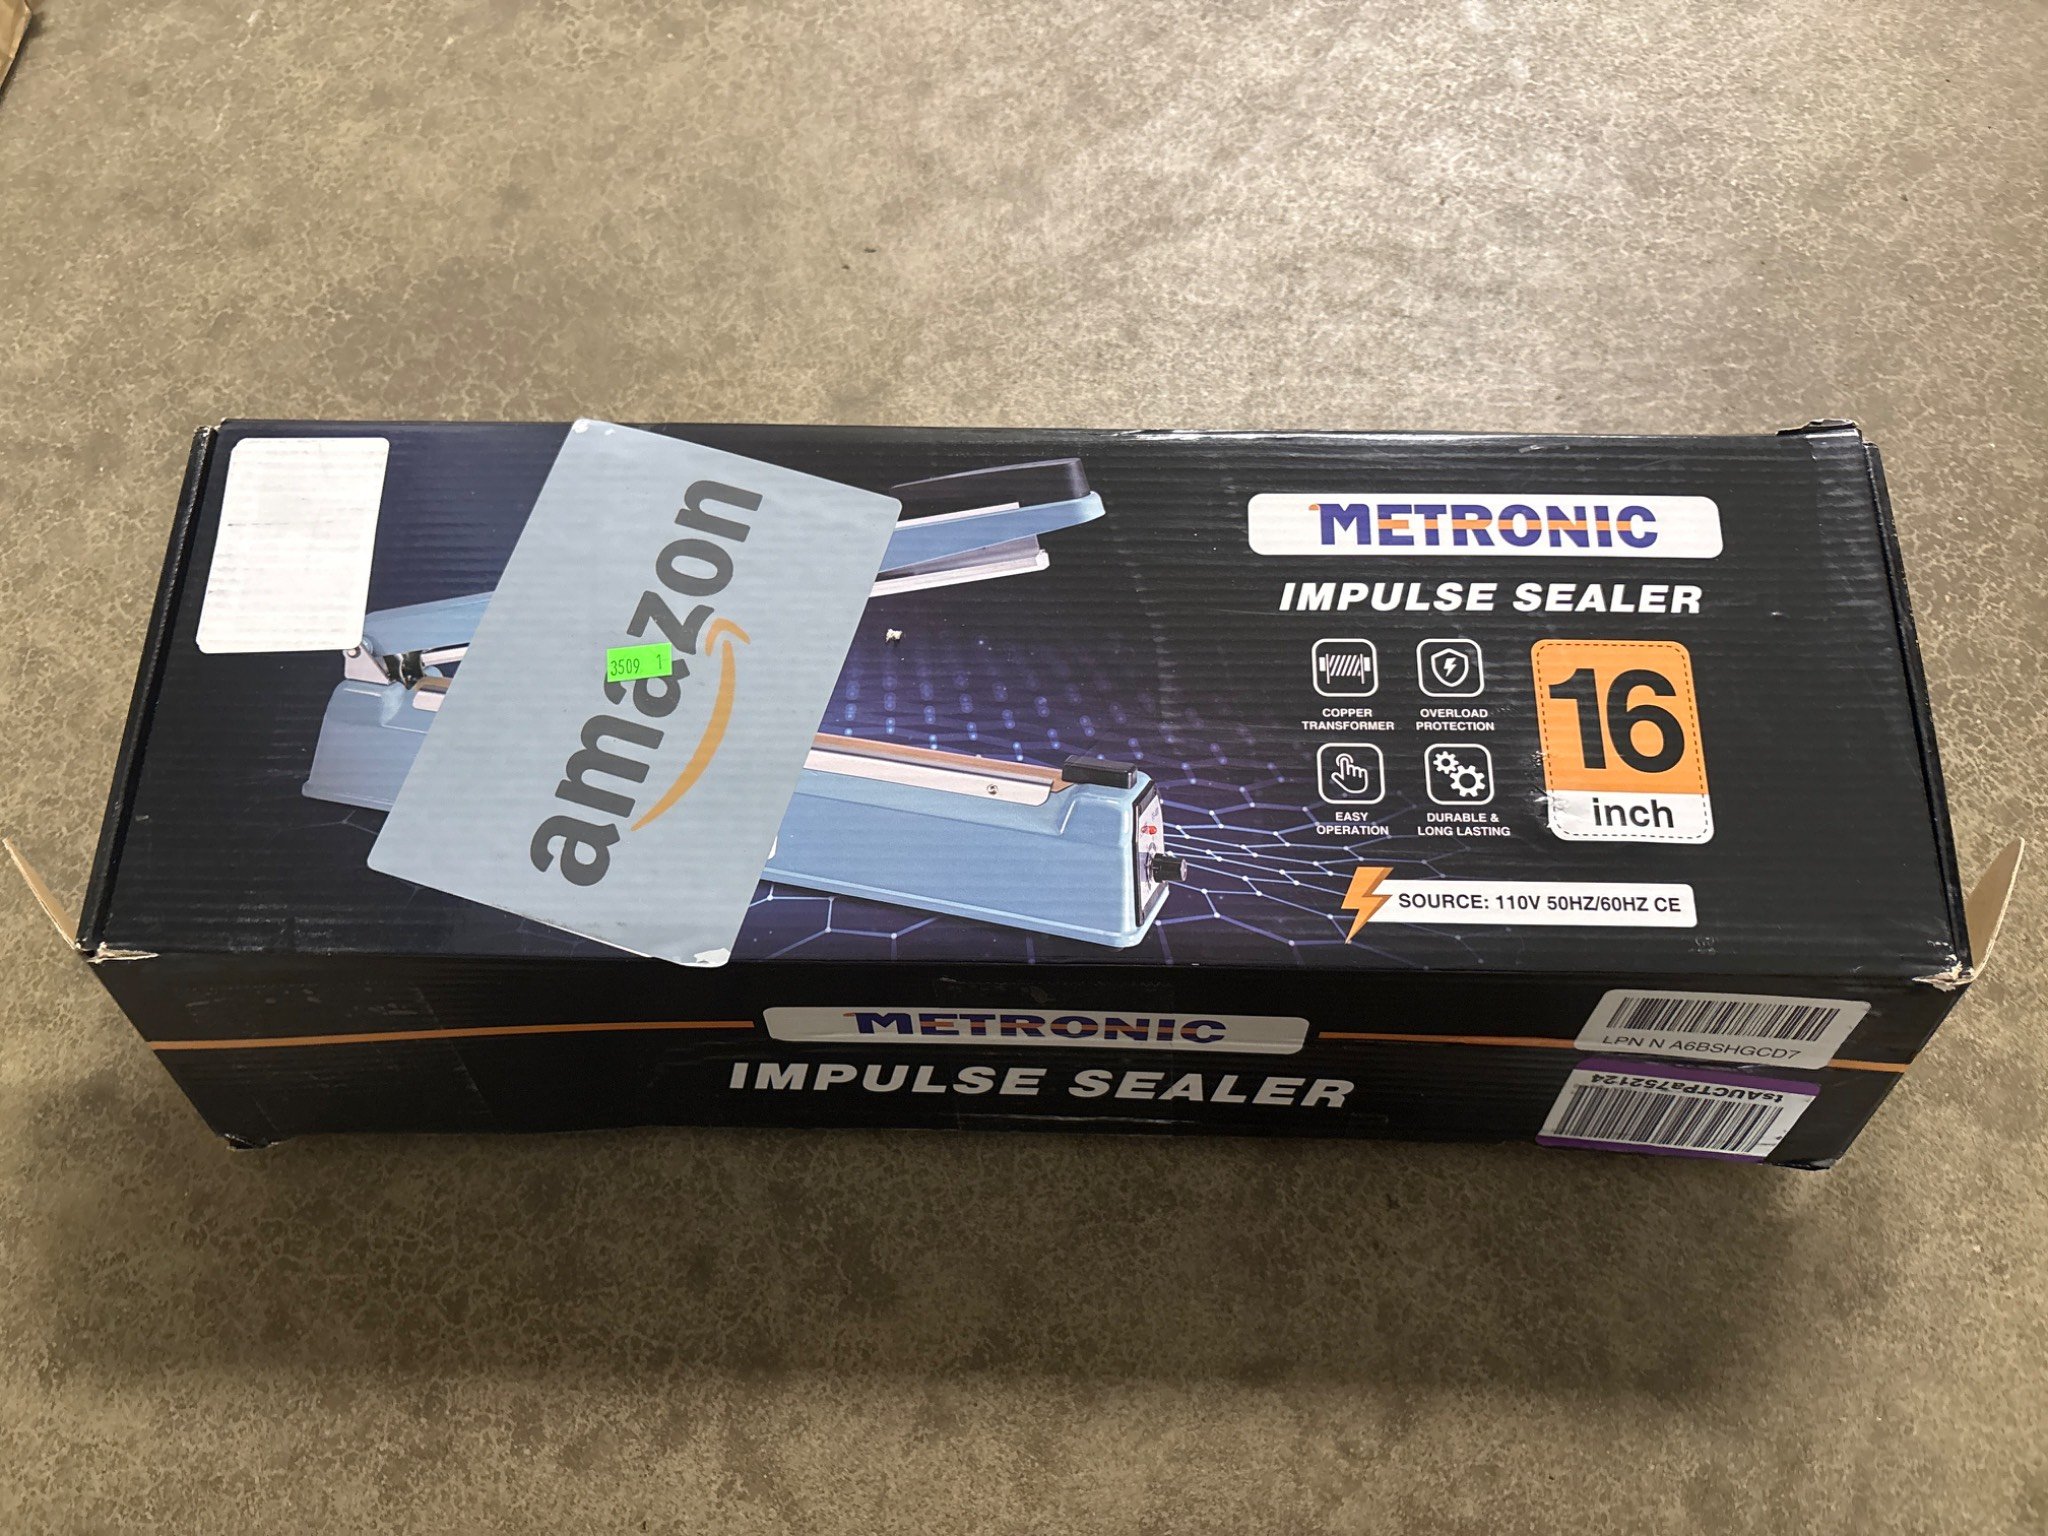 amazon
3509 1
METRONIC
IMPULSE SEALER
COPPER
TRANSFORMER
OVERLOAD
PROTECTION
EASY
OPERATION
DURABLE &
LONG LASTING
16
inch
SOURCE: 110V 50HZ/60HZ CE
METRONIC
IMPULSE SEALER
LPN N A6BSHGCD7
tsAUCTPa752124